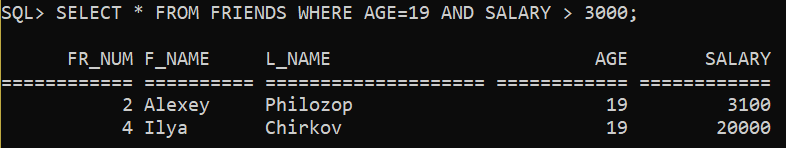 SQL> SELECT * FROM FRIENDS WHERE AGE=19 AND SALARY > 3000;
FR_NUM F_NAME L_NAME AGE SALARY
============ ========== ==================== ============ ============
2 Alexey Philozop 19 3100
4 Ilya Chirkov 19 20000